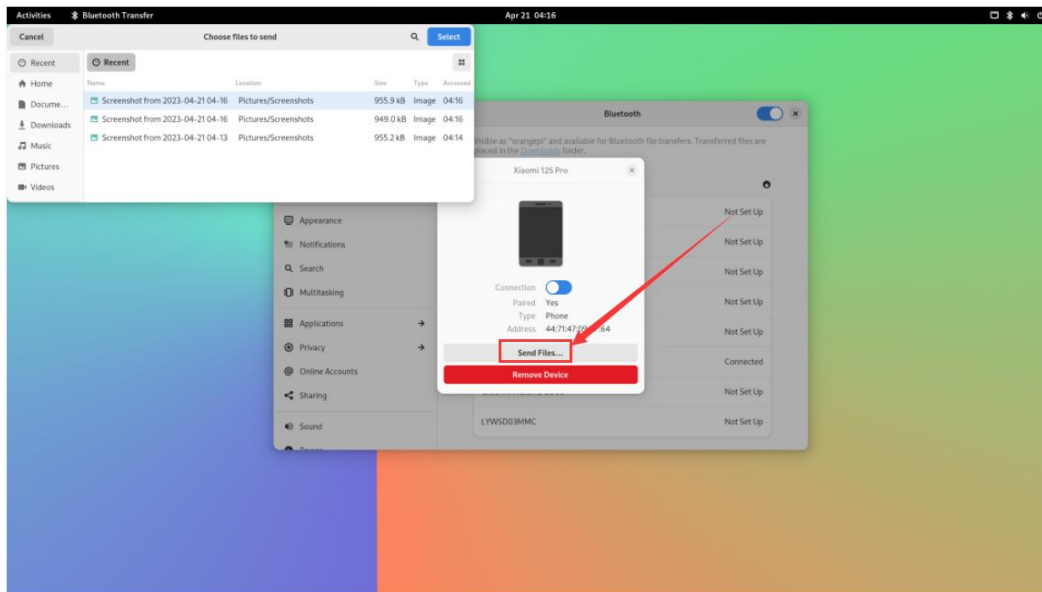 Activities Bluetooth Transfer Apr 21 04:16
Cancel Choose files to send Select
Recent
Home
Docume...
Downloads
Music
Pictures
Videos
Recent
Name Location Size Type Accessed
Screenshot from 2023-04-21 04-16 Pictures/Screenshots 955.9 kB Image 04:16
Screenshot from 2023-04-21 04-16 Pictures/Screenshots 949.0 kB Image 04:16
Screenshot from 2023-04-21 04-13 Pictures/Screenshots 955.2 kB Image 04:14
Bluetooth
Visible as "orangepi" and available for Bluetooth file transfers. Transferred files are
placed in the Downloads folder.
Appearance
Notifications
Search
Multitasking
Applications
Privacy
Online Accounts
Sharing
Sound
Xiaomi 12S Pro
Connection
Paired Yes
Type Phone
Address 44:71:47:09: :64
Send Files...
Remove Device
Not Set Up
Not Set Up
Not Set Up
Not Set Up
Not Set Up
Connected
Not Set Up
LYWSD03MMC Not Set Up